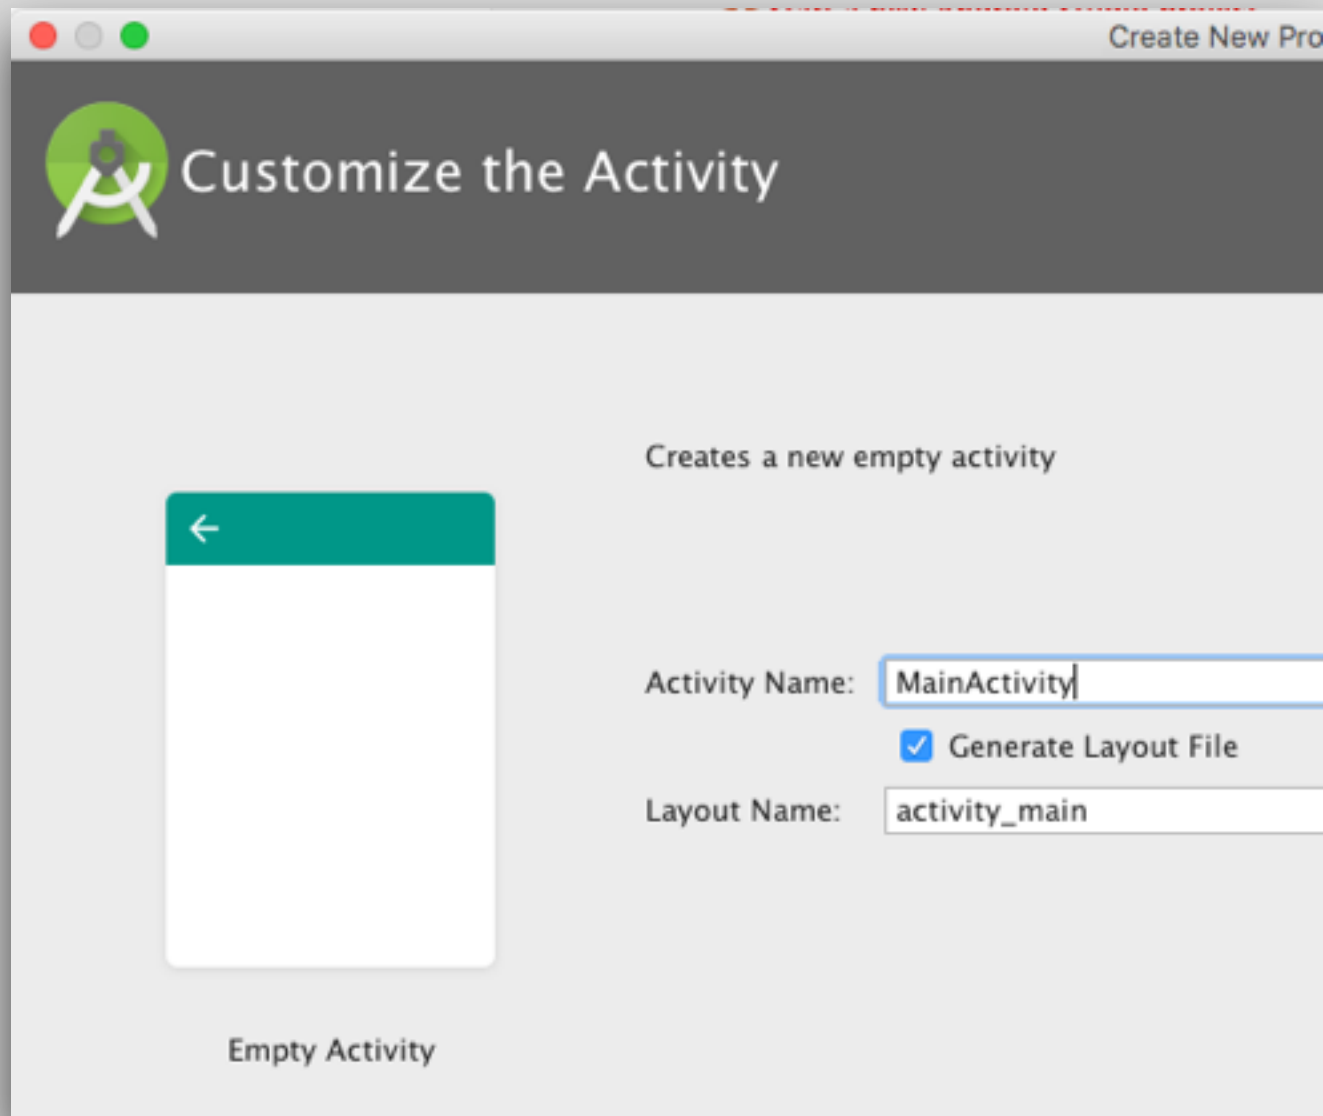 Create New Pro
Customize the Activity
Creates a new empty activity
Activity Name: MainActivity
Generate Layout File
Layout Name: activity_main
Empty Activity